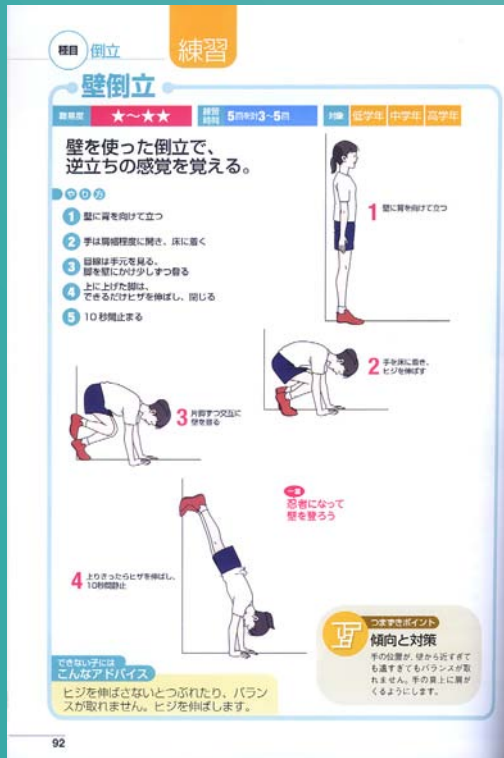 種目 倒立
練習
壁倒立
難易度 ★〜★★
練習時間 5問を計3〜5問
対象 低学年 中学年 高学年
壁を使った倒立で、
逆立ちの感覚を覚える。
やり方
1 壁に背を向けて立つ
2 手は肩幅程度に開き、床に着く
3 目線は手元を見る、
脚を壁にかけ少しずつ登る
4 上に上げた脚は、
できるだけヒザを伸ばし、閉じる
5 10秒間止まる
1 壁に背を向けて立つ
2 手を床に着き、
ヒジを伸ばす
3 片脚ずつ交互に
壁を登る
忍者になって
壁を登ろう
4 上りきったらヒザを伸ばし、
10秒間静止
つまずきポイント
傾向と対策
手の位置が、壁から近すぎて
も遠すぎてもバランスが取
れません。手の真上に肩が
くるようにします。
できない子には
こんなアドバイス
ヒジを伸ばさないとつぶれたり、バラン
スが取れません。ヒジを伸ばします。
92